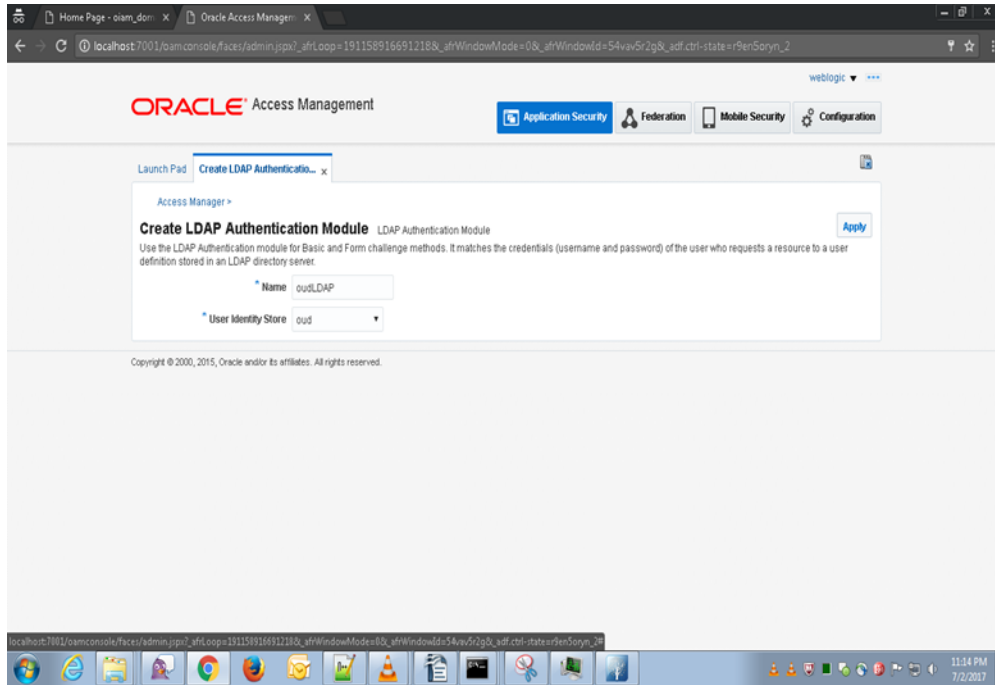 Home Page - oiam_dom
Oracle Access Managem
localhost:7001/oamconsole/faces/admin.jspx?_afrLoop=191158916691218&_afrWindowMode=0&_afrWindowId=54vav5r2g&_adf.ctrl-state=r9en5oryn_2
weblogic
ORACLE Access Management
Application Security
Federation
Mobile Security
Configuration
Launch Pad
Create LDAP Authenticatio...
Access Manager >
Create LDAP Authentication Module LDAP Authentication Module
Apply
Use the LDAP Authentication module for Basic and Form challenge methods. It matches the credentials (username and password) of the user who requests a resource to a user
definition stored in an LDAP directory server.
* Name oudLDAP
* User Identity Store oud
Copyright © 2000, 2015, Oracle and/or its affiliates. All rights reserved.
localhost:7001/oamconsole/faces/admin.jspx?_afrLoop=191158916691218&_afrWindowMode=0&_afrWindowId=54vav5r2g&_adf.ctrl-state=r9en5oryn_2#
11:14 PM
7/2/2017